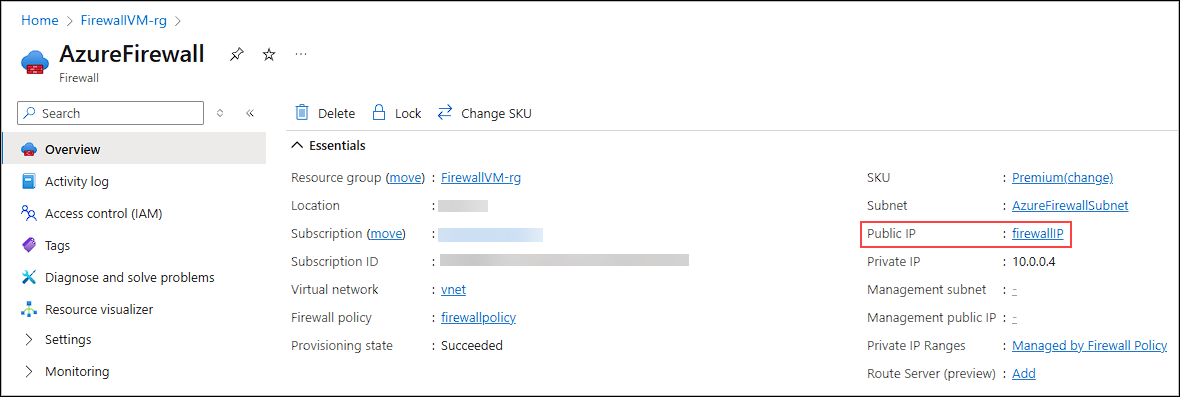 Home > FirewallVM-rg >
AzureFirewall ...
Firewall
Search
Overview
Activity log
Access control (IAM)
Tags
Diagnose and solve problems
Resource visualizer
Settings
Monitoring
Delete Lock Change SKU
Essentials
Resource group (move) : FirewallVM-rg
Location :
Subscription (move) :
Subscription ID :
Virtual network : vnet
Firewall policy : firewallpolicy
Provisioning state : Succeeded
SKU : Premium(change)
Subnet : AzureFirewallSubnet
Public IP : firewallIP
Private IP : 10.0.0.4
Management subnet : -
Management public IP : -
Private IP Ranges : Managed by Firewall Policy
Route Server (preview) : Add